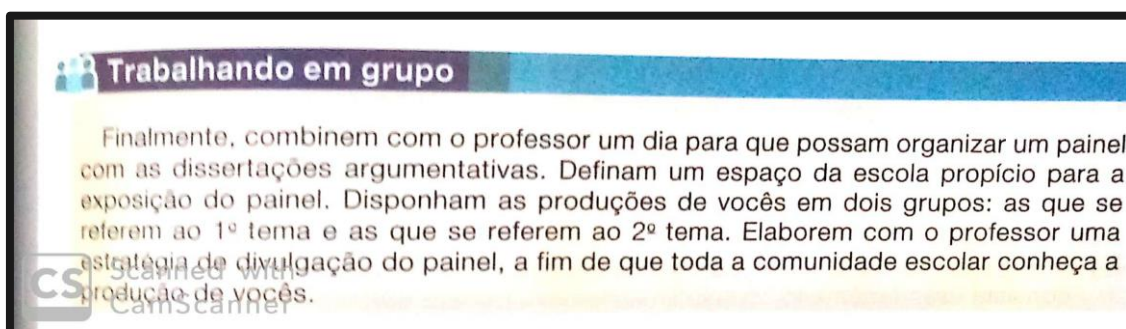 Trabalhando em grupo
Finalmente, combinem com o professor um dia para que possam organizar um painel
com as dissertações argumentativas. Definam um espaço da escola propício para a
exposição do painel. Disponham as produções de vocês em dois grupos: as que se
referem ao 1º tema e as que se referem ao 2º tema. Elaborem com o professor uma
estratégia de divulgação do painel, a fim de que toda a comunidade escolar conheça a
produção de vocês.
CS Scanned with
CamScanner